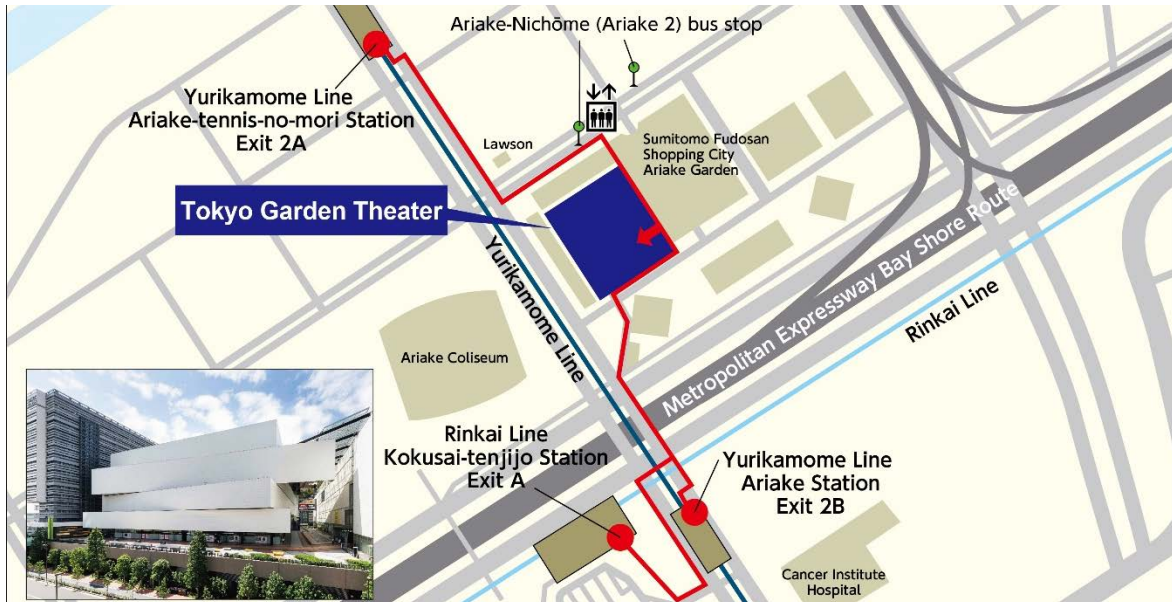 Ariake-Nichōme (Ariake 2) bus stop
Yurikamome Line
Ariake-tennis-no-mori Station
Exit 2A
Lawson
Sumitomo Fudosan
Shopping City
Ariake Garden
Tokyo Garden Theater
Yurikamome Line
Metropolitan Expressway Bay Shore Route
Rinkai Line
Ariake Coliseum
Rinkai Line
Kokusai-tenjijo Station
Exit A
Yurikamome Line
Ariake Station
Exit 2B
Cancer Institute
Hospital